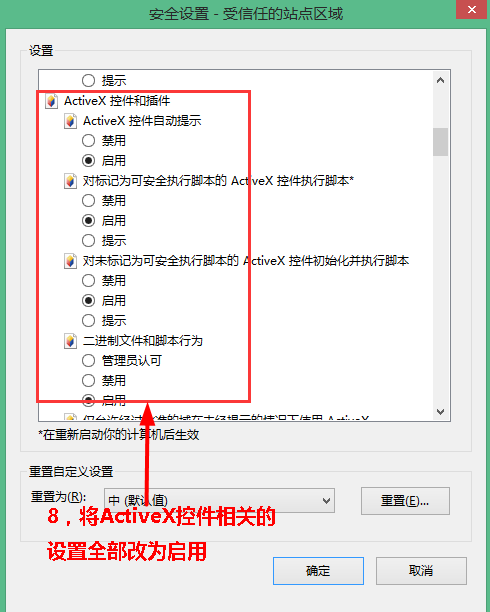 安全设置 - 受信任的站点区域
设置
提示
ActiveX 控件和插件
ActiveX 控件自动提示
禁用
启用
对标记为可安全执行脚本的 ActiveX 控件执行脚本*
禁用
启用
提示
对未标记为可安全执行脚本的 ActiveX 控件初始化并执行脚本
禁用
启用
提示
二进制文件和脚本行为
管理员认可
禁用
启用
仅允许经过批准的域在未经提示的情况下使用 ActiveX
*在重新启动你的计算机后生效
重置自定义设置
重置为(R):
中 (默认值)
重置(E)...
8，将ActiveX控件相关的
设置全部改为启用
确定
取消